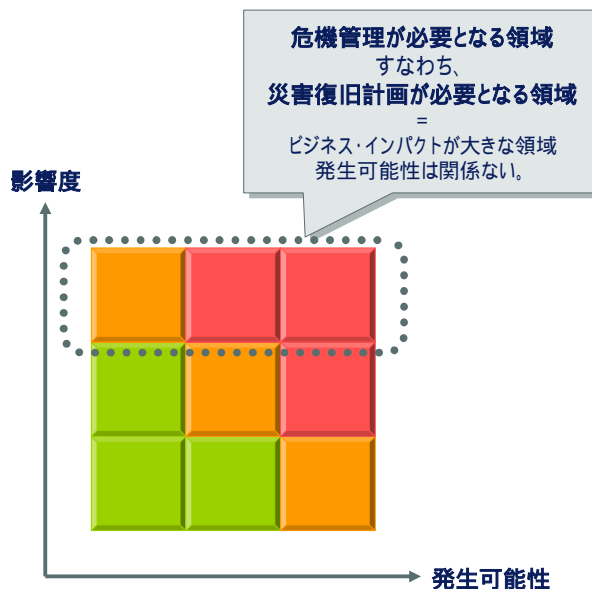 危機管理が必要となる領域
すなわち、
災害復旧計画が必要となる領域
=
ビジネス・インパクトが大きな領域
発生可能性は関係ない。
影響度
発生可能性